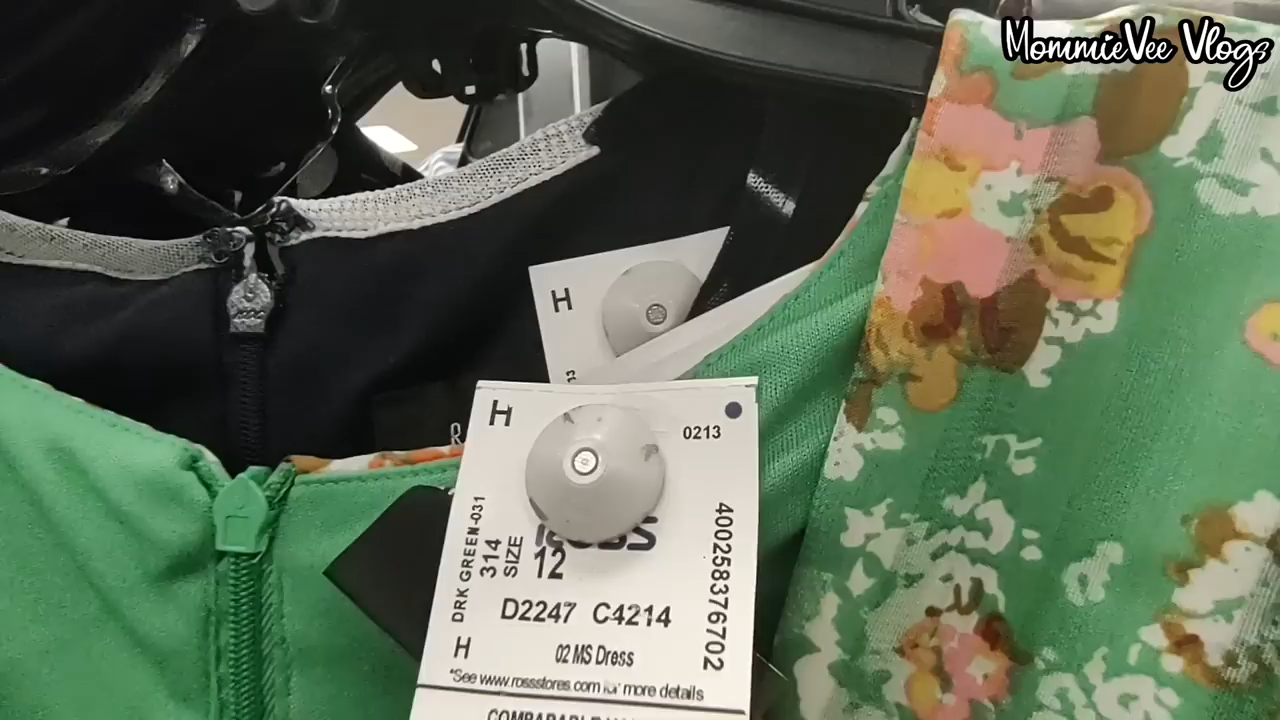 MommieVee Vlogs
H
H
0213
DRK GREEN-031
314
SIZE
12
400258376702
D2247 C4214
H
02 MS Dress
*See www.rossstores.com for more details